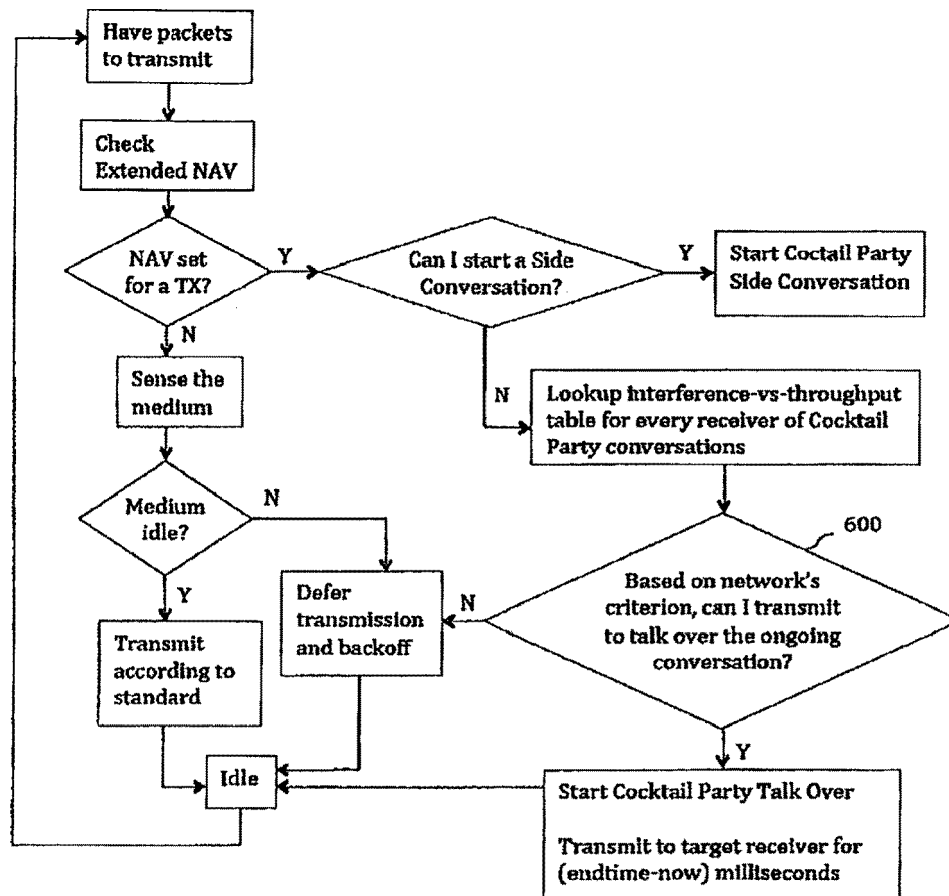 Have packets
to transmit
Check
Extended NAV
NAV set
for a TX?
Y
Can I start a Side
Conversation?
Y
Start Coctail Party
Side Conversation
N
Sense the
medium
N
Lookup interference-vs-throughput
table for every receiver of Cocktail
Party conversations
Medium
idle?
N
600
Y
Defer
transmission
and backoff
N
Based on network's
criterion, can I transmit
to talk over the ongoing
conversation?
Transmit
according to
standard
Y
Idle
Start Cocktail Party Talk Over
Transmit to target receiver for
(endtime-now) milliseconds